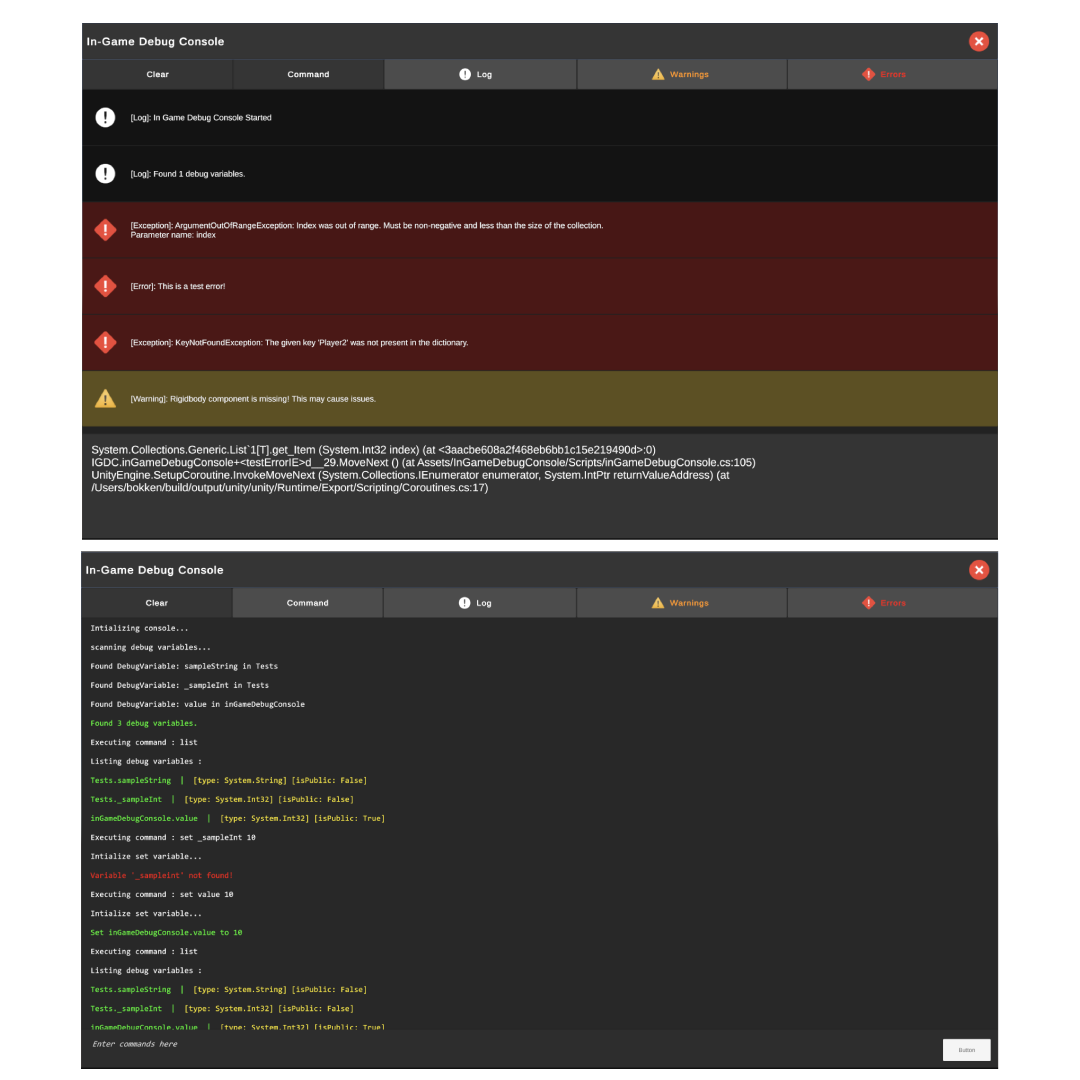 In-Game Debug Console
Clear
Command
Log
Warnings
Errors
[Log]: In Game Debug Console Started
[Log]: Found 1 debug variables.
[Exception]: ArgumentOutOfRangeException: Index was out of range. Must be non-negative and less than the size of the collection.
Parameter name: index
[Error]: This is a test error!
[Exception]: KeyNotFoundException: The given key 'Player2' was not present in the dictionary.
[Warning]: Rigidbody component is missing! This may cause issues.
System.Collections.Generic.List`1[T].get_Item (System.Int32 index) (at <3aacbe608a2f468eb6bb1c15e219490d>:0)
IGDC.inGameDebugConsole+<testErrorIE>d__29.MoveNext () (at Assets/InGameDebugConsole/Scripts/inGameDebugConsole.cs:105)
UnityEngine.SetupCoroutine.InvokeMoveNext (System.Collections.IEnumerator enumerator, System.IntPtr returnValueAddress) (at
/Users/bokken/build/output/unity/unity/Runtime/Export/Scripting/Coroutines.cs:17)
In-Game Debug Console
Clear
Command
Log
Warnings
Errors
Intializing console...
scanning debug variables...
Found DebugVariable: sampleString in Tests
Found DebugVariable: _sampleInt in Tests
Found DebugVariable: value in inGameDebugConsole
Found 3 debug variables.
Executing command : list
Listing debug variables :
Tests.sampleString | [type: System.String] [isPublic: False]
Tests._sampleInt | [type: System.Int32] [isPublic: False]
inGameDebugConsole.value | [type: System.Int32] [isPublic: True]
Executing command : set _sampleInt 10
Intialize set variable...
Variable '_sampleint' not found!
Executing command : set value 10
Intialize set variable...
Set inGameDebugConsole.value to 10
Executing command : list
Listing debug variables :
Tests.sampleString | [type: System.String] [isPublic: False]
Tests._sampleInt | [type: System.Int32] [isPublic: False]
inGameDebugConsole.value | [type: System.Int32] [isPublic: True]
Enter commands here
Button